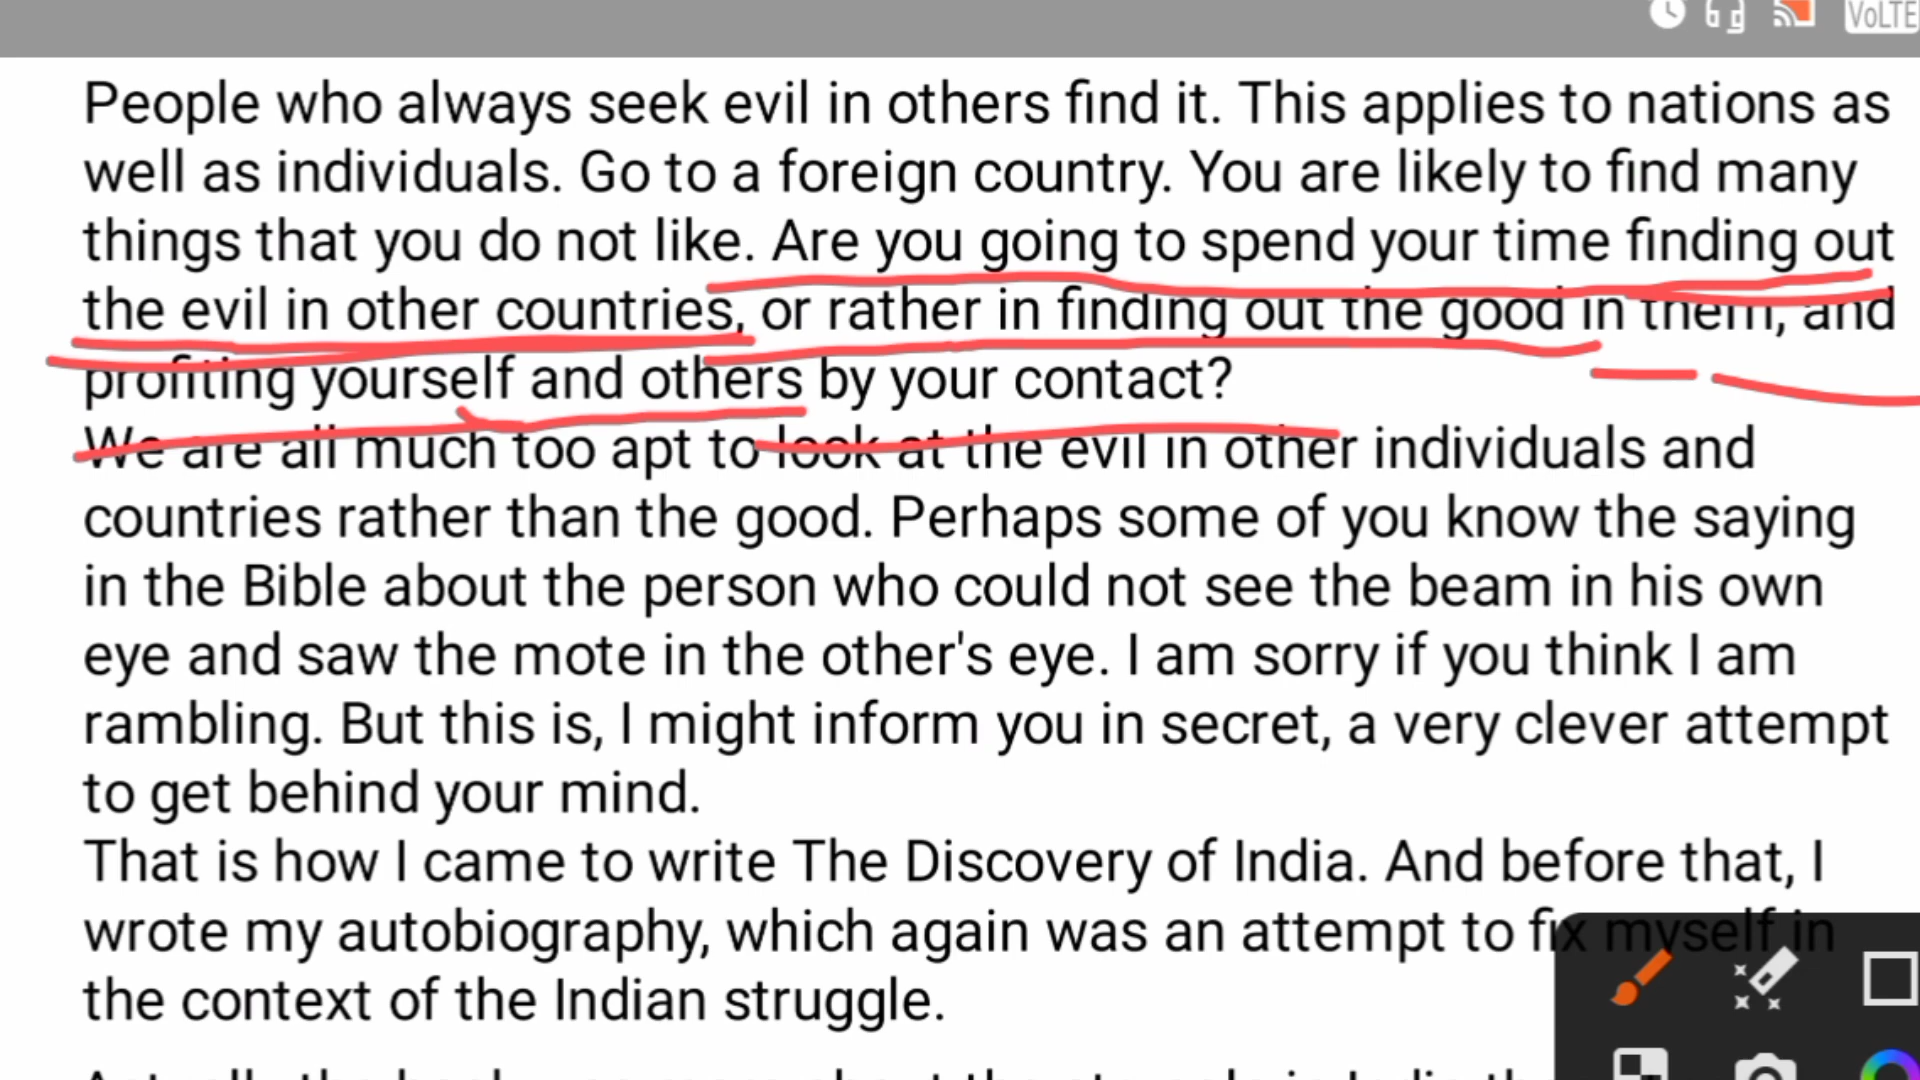 VoLTE
People who always seek evil in others find it. This applies to nations as
well as individuals. Go to a foreign country. You are likely to find many
things that you do not like. Are you going to spend your time finding out
the evil in other countries, or rather in finding out the good in them, and
profiting yourself and others by your contact?
We are all much too apt to look at the evil in other individuals and
countries rather than the good. Perhaps some of you know the saying
in the Bible about the person who could not see the beam in his own
eye and saw the mote in the other's eye. I am sorry if you think I am
rambling. But this is, I might inform you in secret, a very clever attempt
to get behind your mind.
That is how I came to write The Discovery of India. And before that, I
wrote my autobiography, which again was an attempt to fix myself in
the context of the Indian struggle.